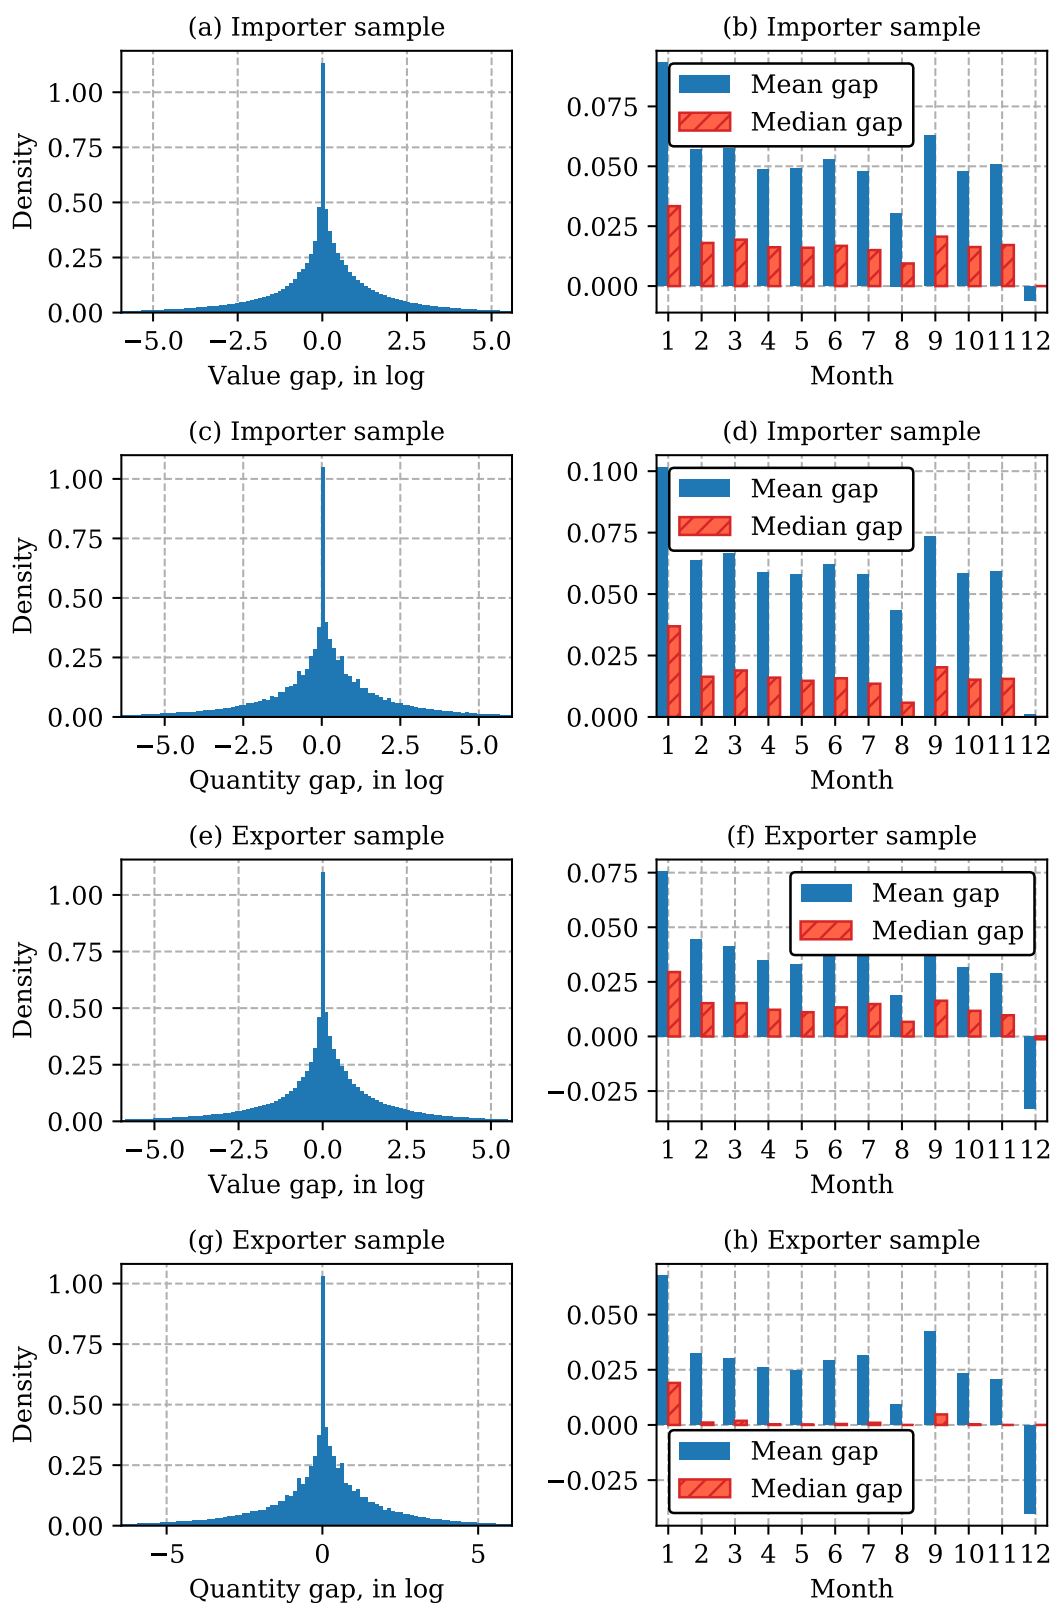 (a) Importer sample
Density
1.00
0.75
0.50
0.25
0.00
−5.0 −2.5 0.0 2.5 5.0
Value gap, in log
(b) Importer sample
Mean gap
Median gap
0.075
0.050
0.025
0.000
1 2 3 4 5 6 7 8 9 10 11 12
Month
(c) Importer sample
Density
1.00
0.75
0.50
0.25
0.00
−5.0 −2.5 0.0 2.5 5.0
Quantity gap, in log
(d) Importer sample
Mean gap
Median gap
0.100
0.075
0.050
0.025
0.000
1 2 3 4 5 6 7 8 9 10 11 12
Month
(e) Exporter sample
Density
1.00
0.75
0.50
0.25
0.00
−5.0 −2.5 0.0 2.5 5.0
Value gap, in log
(f) Exporter sample
Mean gap
Median gap
0.075
0.050
0.025
0.000
−0.025
1 2 3 4 5 6 7 8 9 10 11 12
Month
(g) Exporter sample
Density
1.00
0.75
0.50
0.25
0.00
−5 0 5
Quantity gap, in log
(h) Exporter sample
0.050
0.025
0.000
−0.025
Mean gap
Median gap
1 2 3 4 5 6 7 8 9 10 11 12
Month